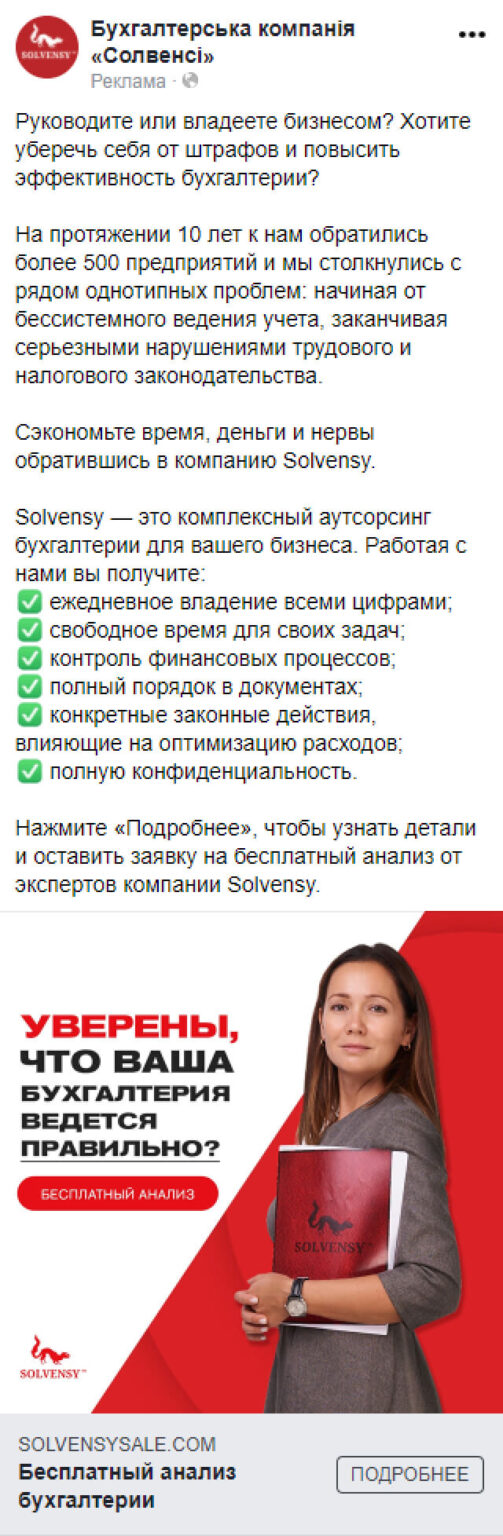 SOLVENSY™
Бухгалтерська компанія
«Солвенсі»
Реклама ·
Руководите или владеете бизнесом? Хотите
уберечь себя от штрафов и повысить
эффективность бухгалтерии?
На протяжении 10 лет к нам обратились
более 500 предприятий и мы столкнулись с
рядом однотипных проблем: начиная от
бессистемного ведения учета, заканчивая
серьезными нарушениями трудового и
налогового законодательства.
Сэкономьте время, деньги и нервы
обратившись в компанию Solvensy.
Solvensy — это комплексный аутсорсинг
бухгалтерии для вашего бизнеса. Работая с
нами вы получите:
✅ ежедневное владение всеми цифрами;
✅ свободное время для своих задач;
✅ контроль финансовых процессов;
✅ полный порядок в документах;
✅ конкретные законные действия,
влияющие на оптимизацию расходов;
✅ полную конфиденциальность.
Нажмите «Подробнее», чтобы узнать детали
и оставить заявку на бесплатный анализ от
экспертов компании Solvensy.
УВЕРЕНЫ,
ЧТО ВАША
БУХГАЛТЕРИЯ
ВЕДЕТСЯ
ПРАВИЛЬНО?
БЕСПЛАТНЫЙ АНАЛИЗ
SOLVENSY
SOLVENSY™
SOLVENSYSALE.COM
Бесплатный анализ
бухгалтерии
ПОДРОБНЕЕ